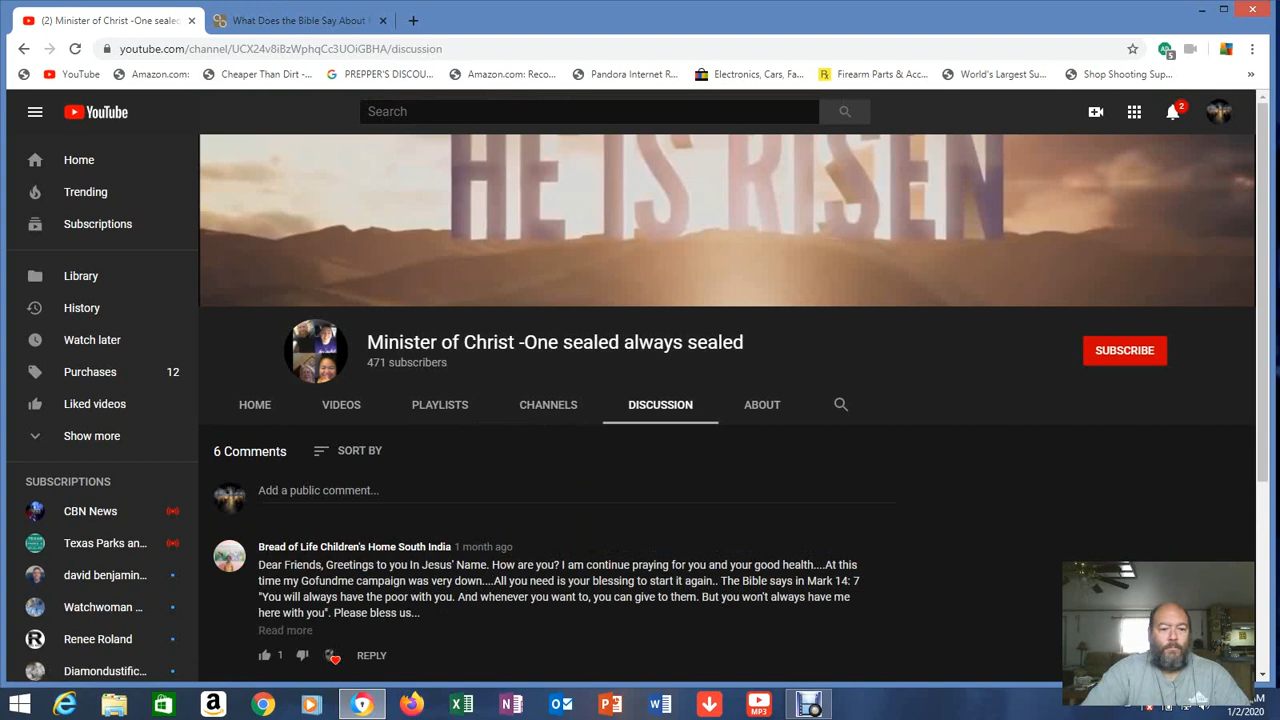 (2) Minister of Christ -One sealed
What Does the Bible Say About
youtube.com/channel/UCX24v8iBzWphqCc3UOiGBHA/discussion
5
YouTube
Amazon.com:
Cheaper Than Dirt -...
PREPPER'S DISCOU...
Amazon.com: Reco...
Pandora Internet R...
Electronics, Cars, Fa...
Firearm Parts & Acc...
World's Largest Su...
Shop Shooting Sup...
»
YouTube
Search
2
Home
Trending
Subscriptions
Library
History
Watch later
Purchases 12
Liked videos
Show more
SUBSCRIPTIONS
CBN News
Texas Parks an...
david benjamin...
Watchwoman ...
Renee Roland
Diamondustific...
HE IS RISEN
Minister of Christ -One sealed always sealed
471 subscribers
SUBSCRIBE
HOME
VIDEOS
PLAYLISTS
CHANNELS
DISCUSSION
ABOUT
6 Comments
SORT BY
Add a public comment...
Bread of Life Children's Home South India 1 month ago
Dear Friends, Greetings to you In Jesus' Name. How are you? I am continue praying for you and your good health....At this
time my Gofundme campaign was very down....All you need is your blessing to start it again.. The Bible says in Mark 14: 7
"You will always have the poor with you. And whenever you want to, you can give to them. But you won't always have me
here with you". Please bless us...
Read more
1
REPLY
MP3
1/2/2020